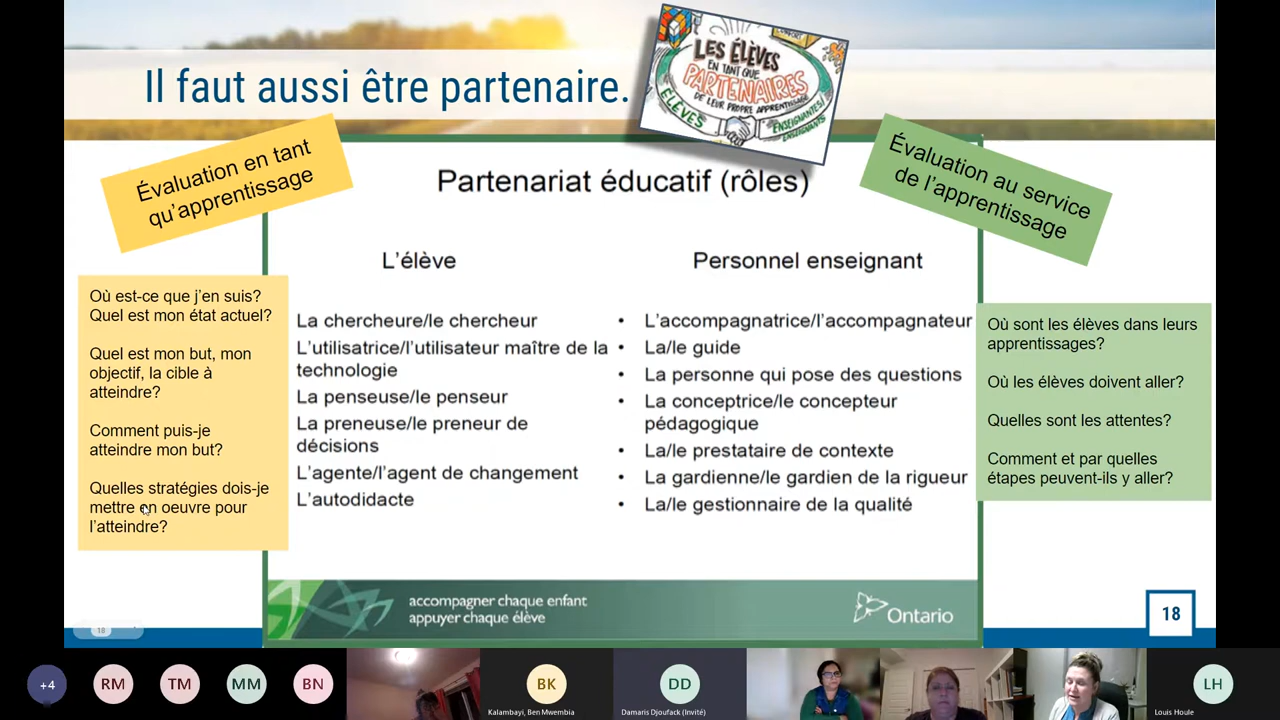 Il faut aussi être partenaire.
LES ÉLÈVES
EN TANT QUE
PARTENAIRES
DE LEUR PROPRE APPRENTISSAGE
ÉLÈVES
ENSEIGNANTES/
ENSEIGNANTS
Évaluation en tant
qu’apprentissage
Évaluation au service
de l’apprentissage
Partenariat éducatif (rôles)
Où est-ce que j’en suis?
Quel est mon état actuel?
Quel est mon but, mon
objectif, la cible à
atteindre?
Comment puis-je
atteindre mon but?
Quelles stratégies dois-je
mettre en oeuvre pour
l’atteindre?
L’élève
La chercheure/le chercheur
L’utilisatrice/l’utilisateur maître de la
technologie
La penseuse/le penseur
La preneuse/le preneur de
décisions
L’agente/l’agent de changement
L’autodidacte
Personnel enseignant
• L’accompagnatrice/l’accompagnateur
• La/le guide
• La personne qui pose des questions
• La conceptrice/le concepteur
pédagogique
• La/le prestataire de contexte
• La gardienne/le gardien de la rigueur
• La/le gestionnaire de la qualité
Où sont les élèves dans leurs
apprentissages?
Où les élèves doivent aller?
Quelles sont les attentes?
Comment et par quelles
étapes peuvent-ils y aller?
accompagner chaque enfant
appuyer chaque élève
Ontario
18
18
+4
RM
TM
MM
BN
BK
Kalambayi, Ben Mwembia
DD
Damaris Djoufack (Invité)
LH
Louis Houle